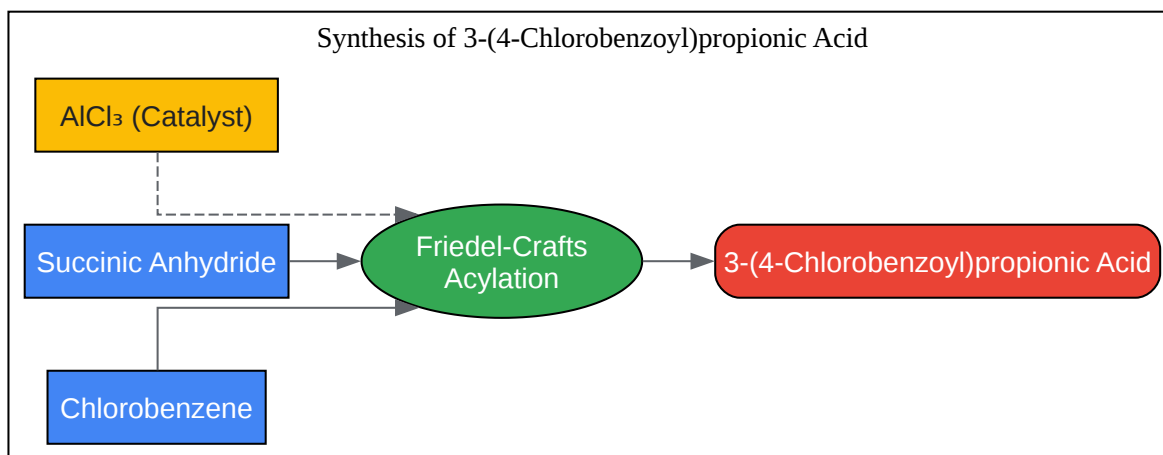 Synthesis of 3-(4-Chlorobenzoyl)propionic Acid
AlCl₃ (Catalyst)
Succinic Anhydride
Friedel-Crafts
Acylation
3-(4-Chlorobenzoyl)propionic Acid
Chlorobenzene